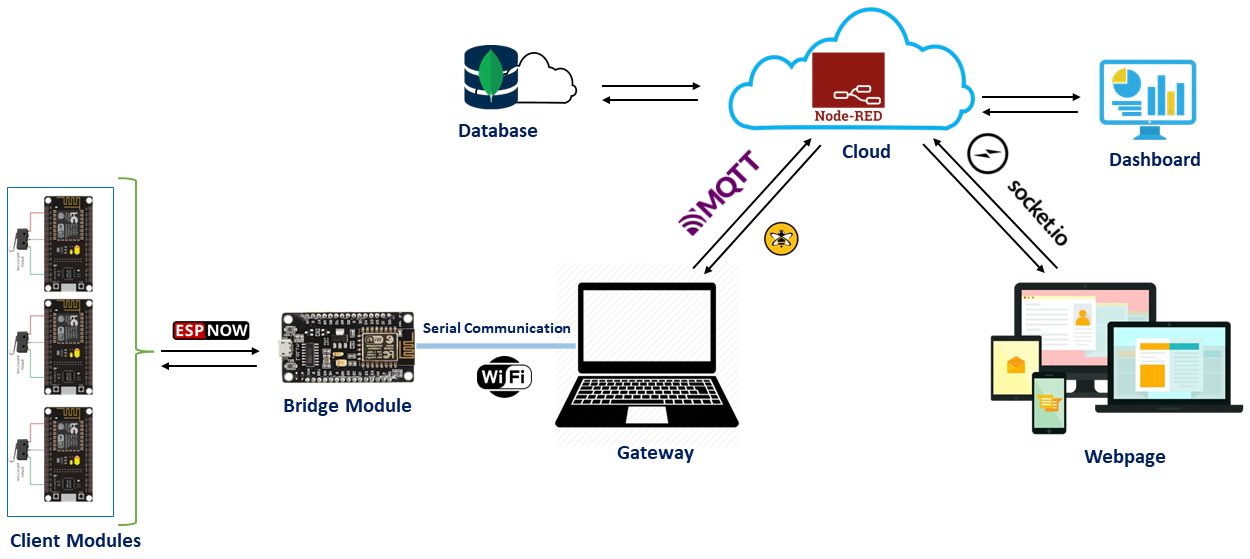 Node-RED
Database
Cloud
Dashboard
MQTT
socket.io
ESP NOW
Serial Communication
WiFi
Bridge Module
Gateway
Webpage
Client Modules